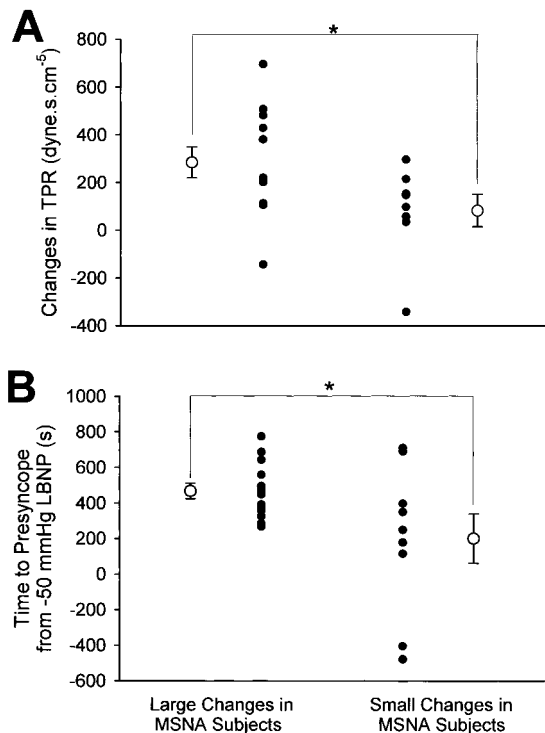 A
*
800
600
400
200
0
-200
-400
Changes in TPR (dyne.s.cm⁻⁵)
B
*
1000
800
600
400
200
0
-200
-400
-600
Time to Presyncope
from -50 mmHg LBNP (s)
Large Changes in
MSNA Subjects
Small Changes in
MSNA Subjects